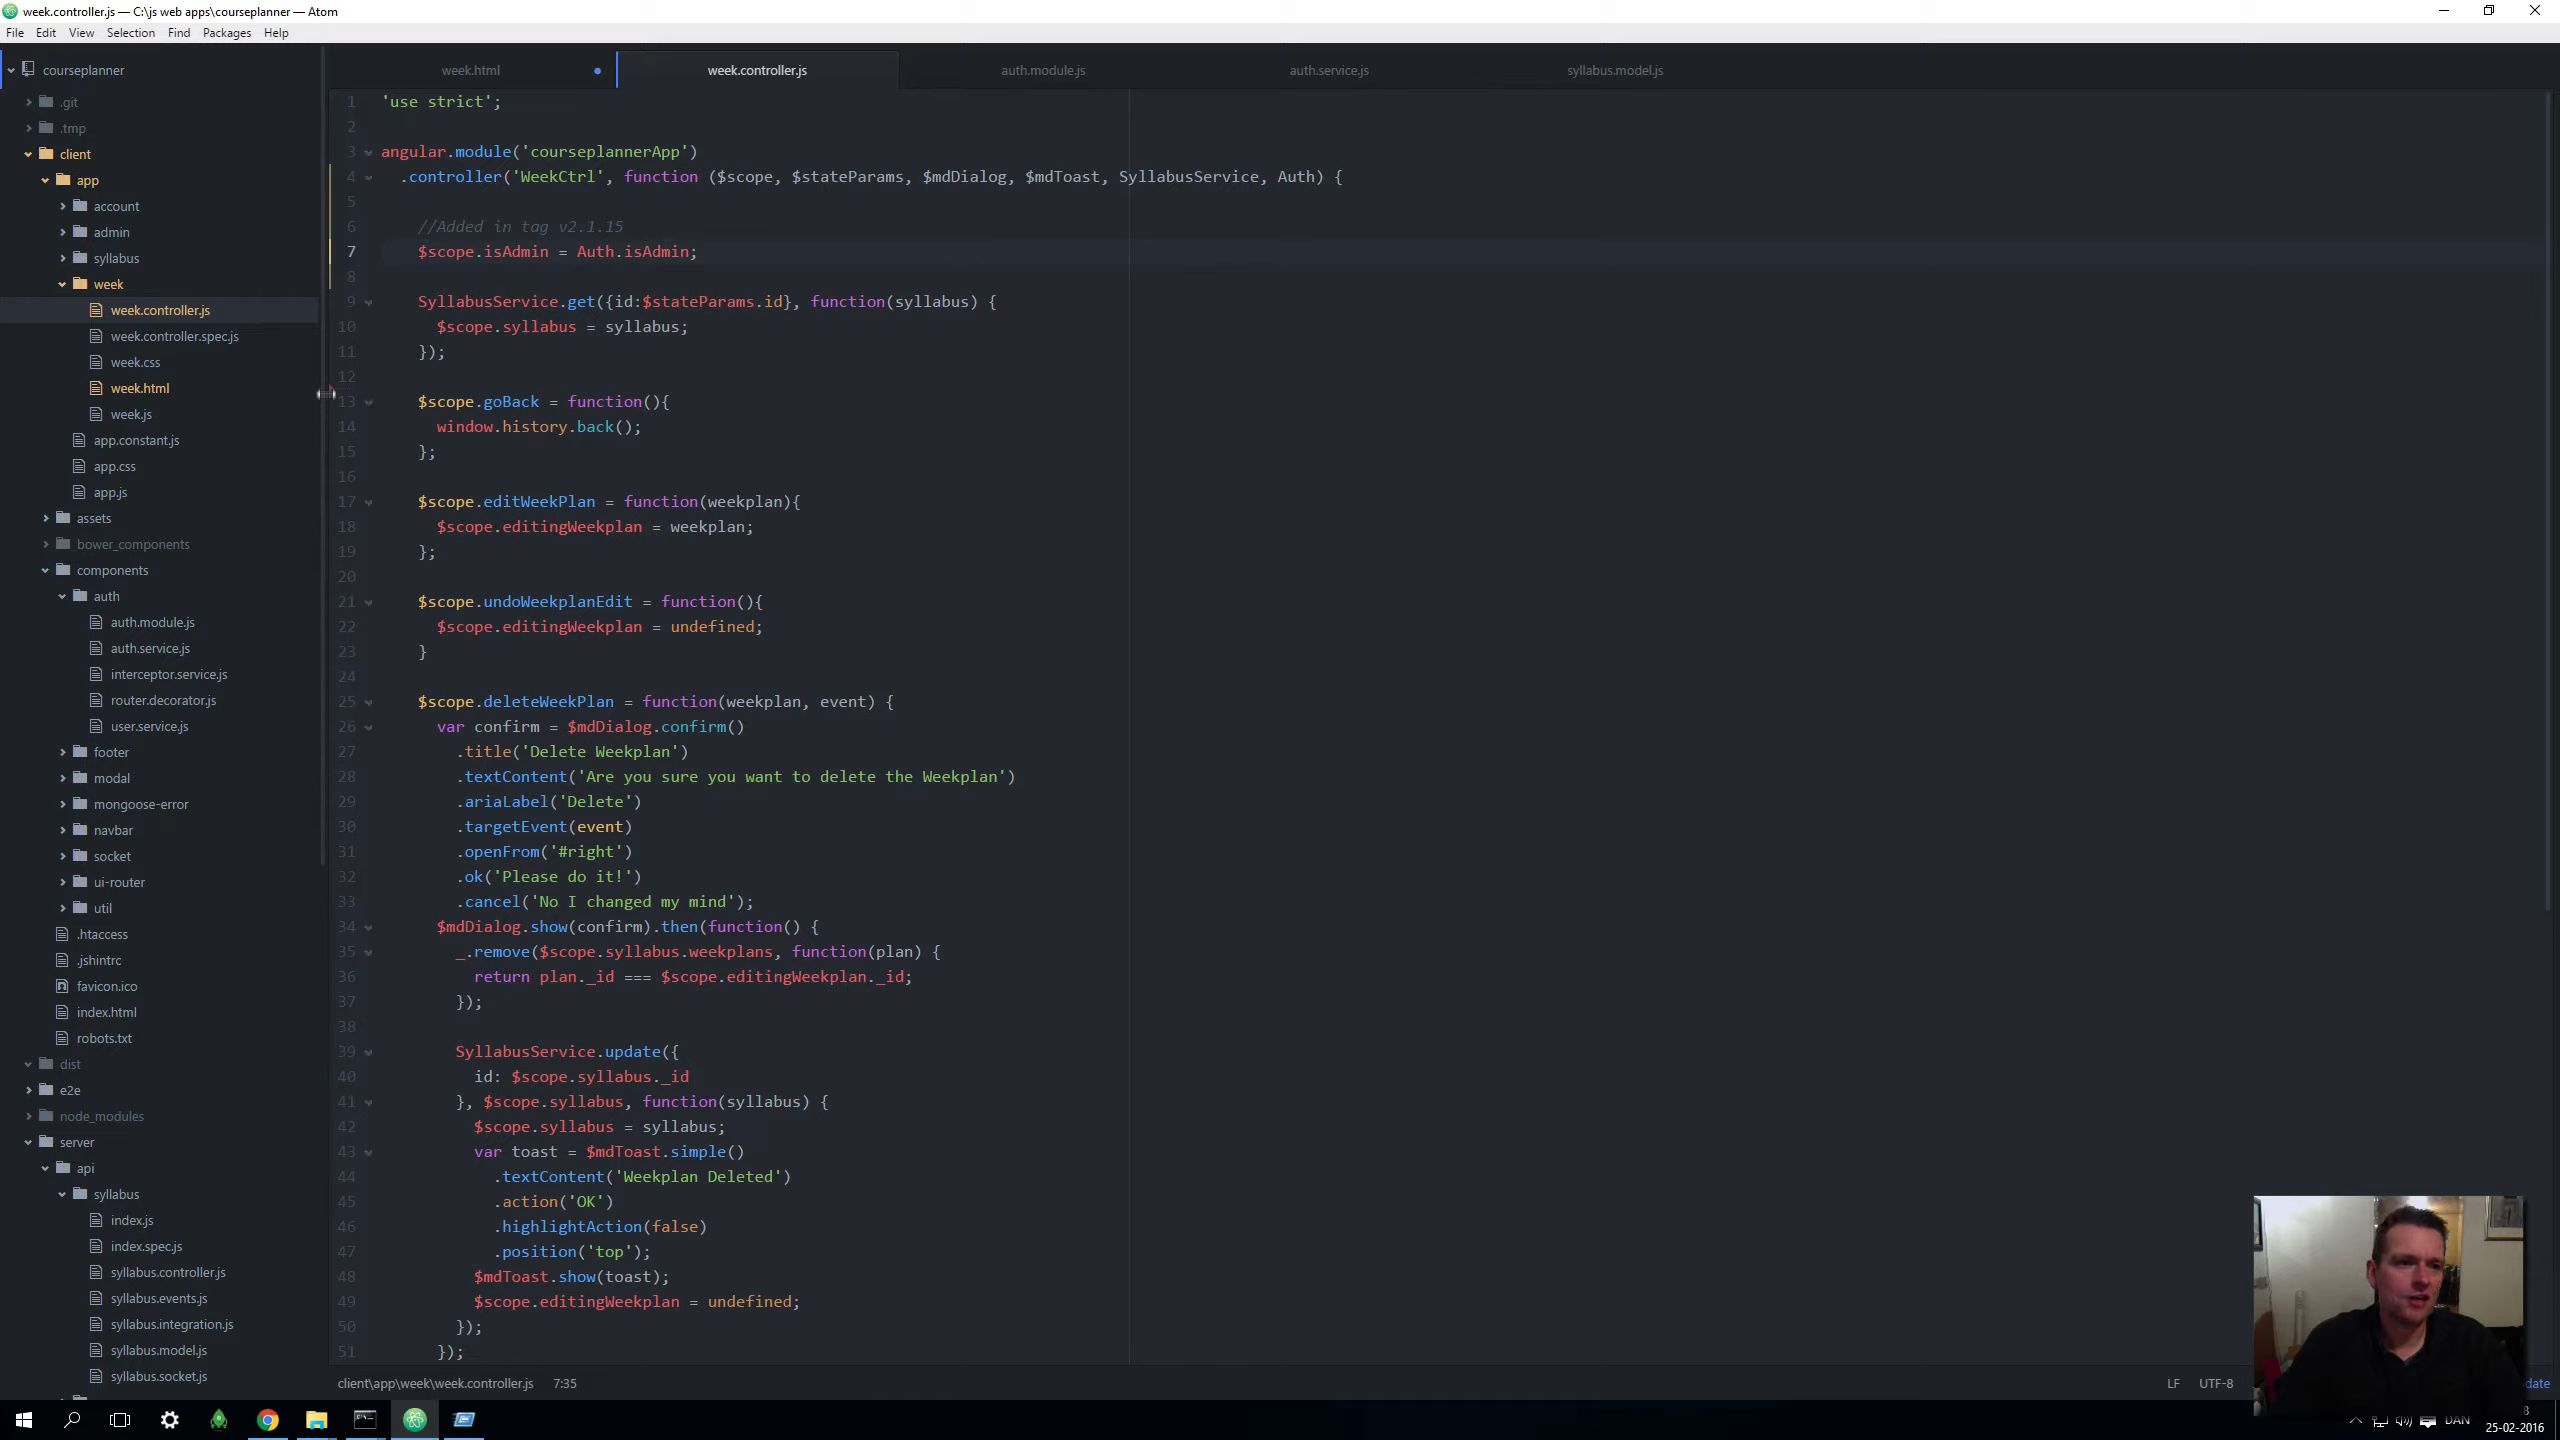 week.controller.js — C:\js web apps\courseplanner — Atom
File Edit View Selection Find Packages Help
courseplanner
.git
.tmp
client
app
account
admin
syllabus
week
week.controller.js
week.controller.spec.js
week.css
week.html
week.js
app.constant.js
app.css
app.js
assets
bower_components
components
auth
auth.module.js
auth.service.js
interceptor.service.js
router.decorator.js
user.service.js
footer
modal
mongoose-error
navbar
socket
ui-router
util
.htaccess
.jshintrc
favicon.ico
index.html
robots.txt
dist
e2e
node_modules
server
api
syllabus
index.js
index.spec.js
syllabus.controller.js
syllabus.events.js
syllabus.integration.js
syllabus.model.js
syllabus.socket.js
week.html week.controller.js auth.module.js auth.service.js syllabus.model.js
1 'use strict';
2
3 angular.module('courseplannerApp')
4 .controller('WeekCtrl', function ($scope, $stateParams, $mdDialog, $mdToast, SyllabusService, Auth) {
5
6 //Added in tag v2.1.15
7 $scope.isAdmin = Auth.isAdmin;
8
9 SyllabusService.get({id:$stateParams.id}, function(syllabus) {
10 $scope.syllabus = syllabus;
11 });
12
13 $scope.goBack = function(){
14 window.history.back();
15 };
16
17 $scope.editWeekPlan = function(weekplan){
18 $scope.editingWeekplan = weekplan;
19 };
20
21 $scope.undoWeekplanEdit = function(){
22 $scope.editingWeekplan = undefined;
23 }
24
25 $scope.deleteWeekPlan = function(weekplan, event) {
26 var confirm = $mdDialog.confirm()
27 .title('Delete Weekplan')
28 .textContent('Are you sure you want to delete the Weekplan')
29 .ariaLabel('Delete')
30 .targetEvent(event)
31 .openFrom('#right')
32 .ok('Please do it!')
33 .cancel('No I changed my mind');
34 $mdDialog.show(confirm).then(function() {
35 _.remove($scope.syllabus.weekplans, function(plan) {
36 return plan._id === $scope.editingWeekplan._id;
37 });
38
39 SyllabusService.update({
40 id: $scope.syllabus._id
41 }, $scope.syllabus, function(syllabus) {
42 $scope.syllabus = syllabus;
43 var toast = $mdToast.simple()
44 .textContent('Weekplan Deleted')
45 .action('OK')
46 .highlightAction(false)
47 .position('top');
48 $mdToast.show(toast);
49 $scope.editingWeekplan = undefined;
50 });
51 });
client\app\week\week.controller.js 7:35 LF UTF-8 date
8
DAN
25-02-2016